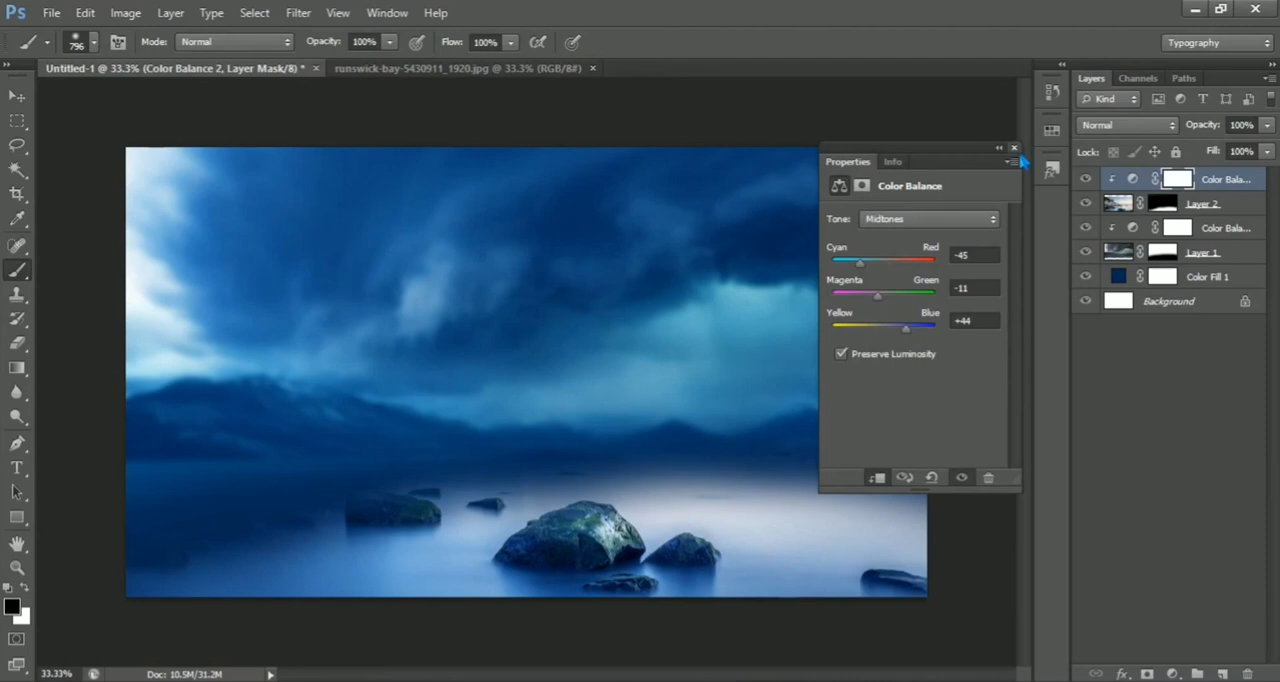 Ps File Edit Image Layer Type Select Filter View Window Help
796 Mode: Normal Opacity: 100% Flow: 100% Typography
Untitled-1 @ 33.3% (Color Balance 2, Layer Mask/8) * × runswick-bay-5430911_1920.jpg @ 33.3% (RGB/8#) ×
Layers Channels Paths
Kind
Normal Opacity: 100%
Lock: Fill: 100%
Properties Info
Color Balance
Tone: Midtones
Cyan Red -45
Magenta Green -11
Yellow Blue +44
Preserve Luminosity
Color Bala...
Layer 2
Color Bala...
Layer 1
Color Fill 1
Background
33.33% Doc: 10.5M/31.2M